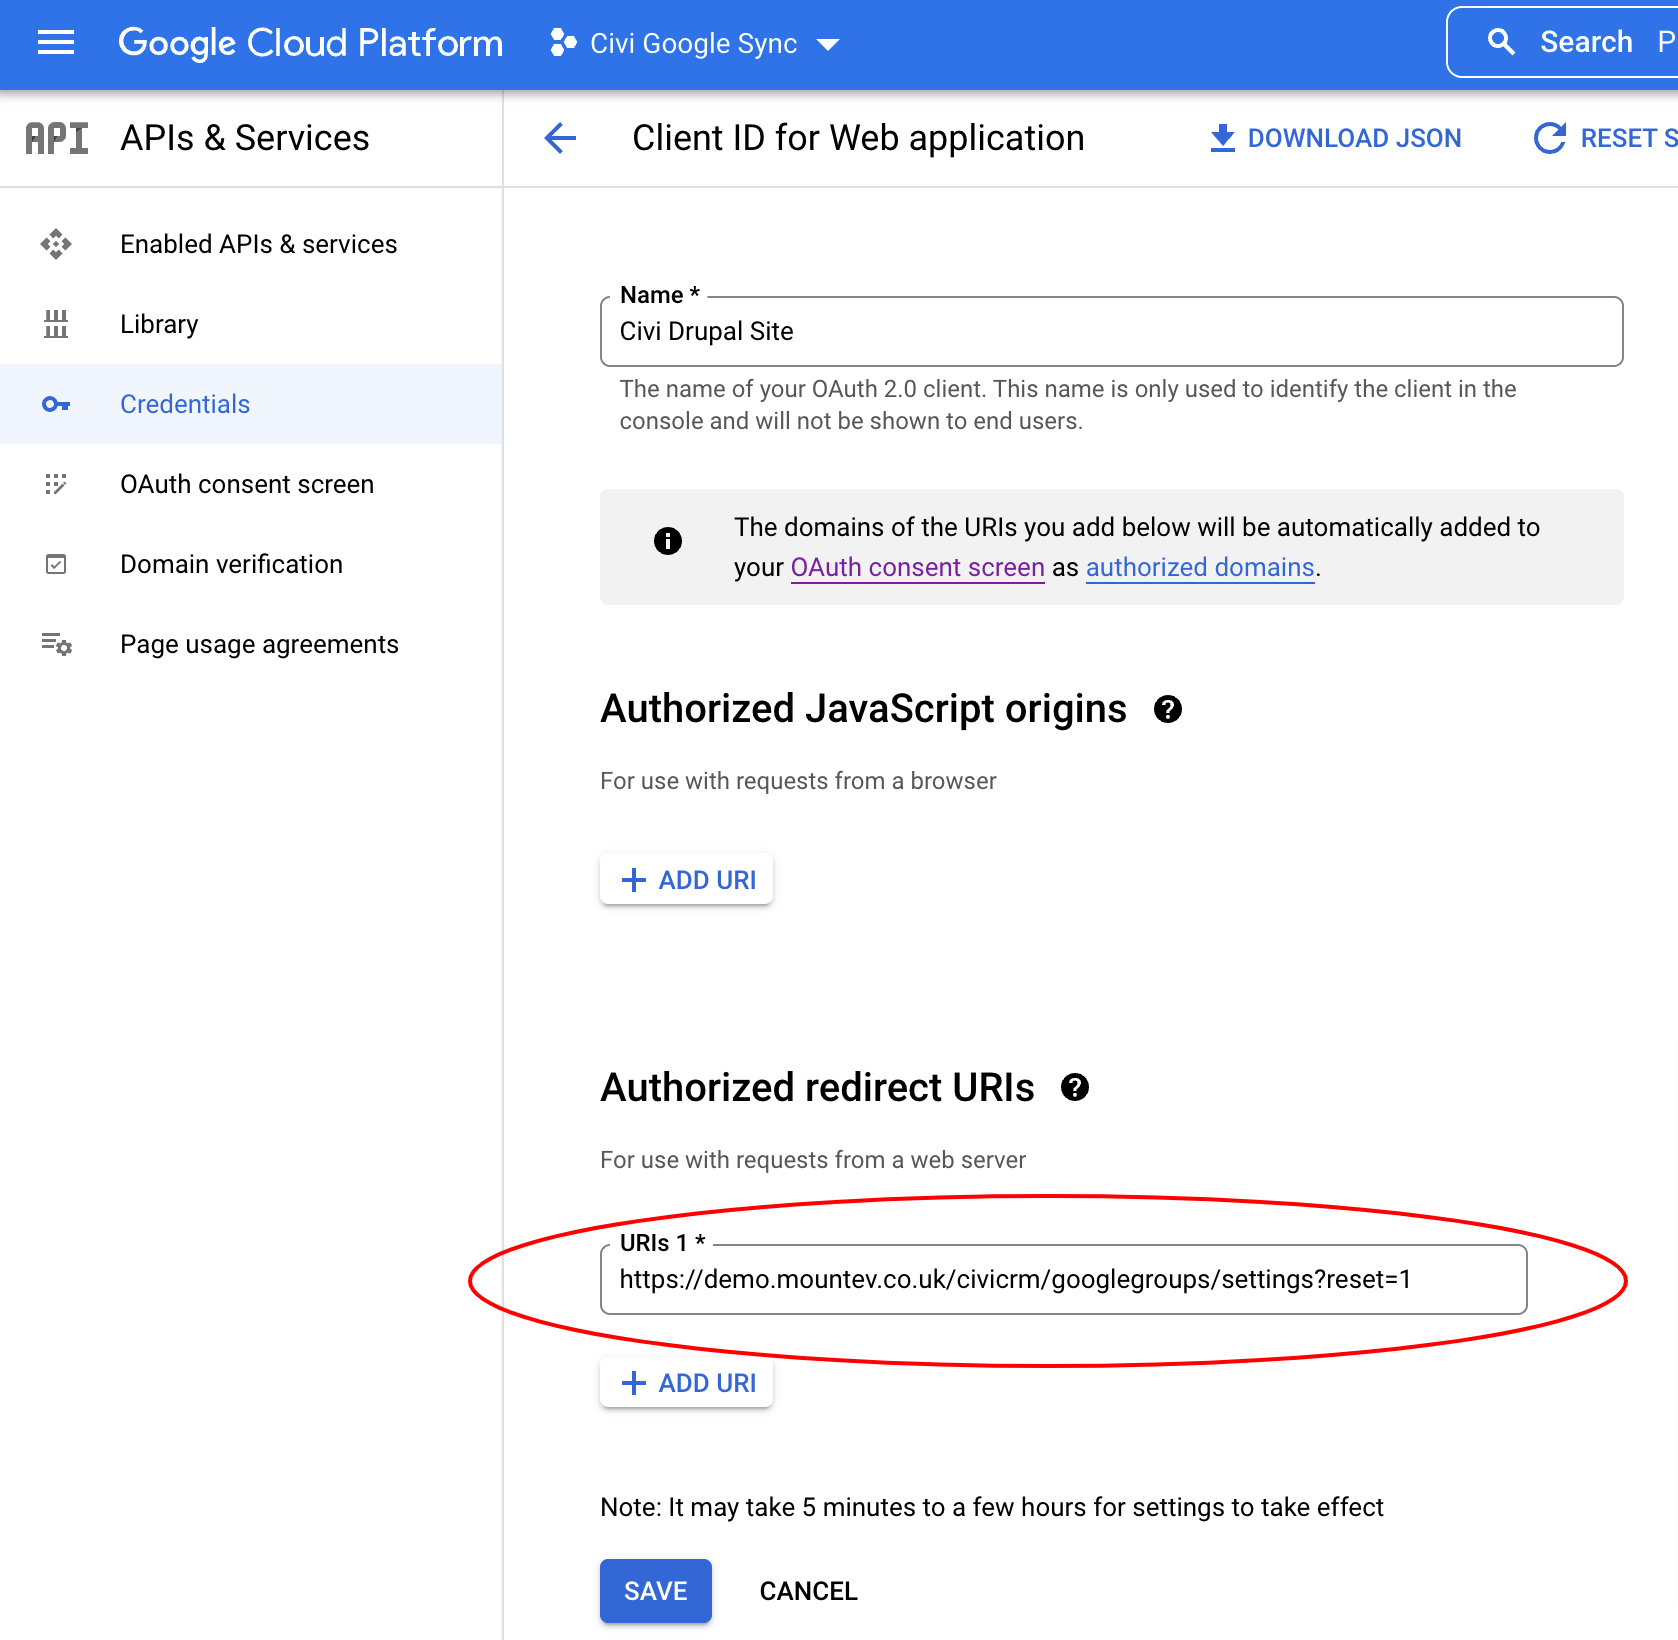 Google Cloud Platform
Civi Google Sync
Search P
API APIs & Services
Client ID for Web application
DOWNLOAD JSON
RESET S
Enabled APIs & services
Library
Credentials
OAuth consent screen
Domain verification
Page usage agreements
Name *
Civi Drupal Site
The name of your OAuth 2.0 client. This name is only used to identify the client in the
console and will not be shown to end users.
The domains of the URIs you add below will be automatically added to
your OAuth consent screen as authorized domains.
Authorized JavaScript origins
For use with requests from a browser
ADD URI
Authorized redirect URIs
For use with requests from a web server
URIs 1 *
https://demo.mountev.co.uk/civicrm/googlegroups/settings?reset=1
ADD URI
Note: It may take 5 minutes to a few hours for settings to take effect
SAVE
CANCEL